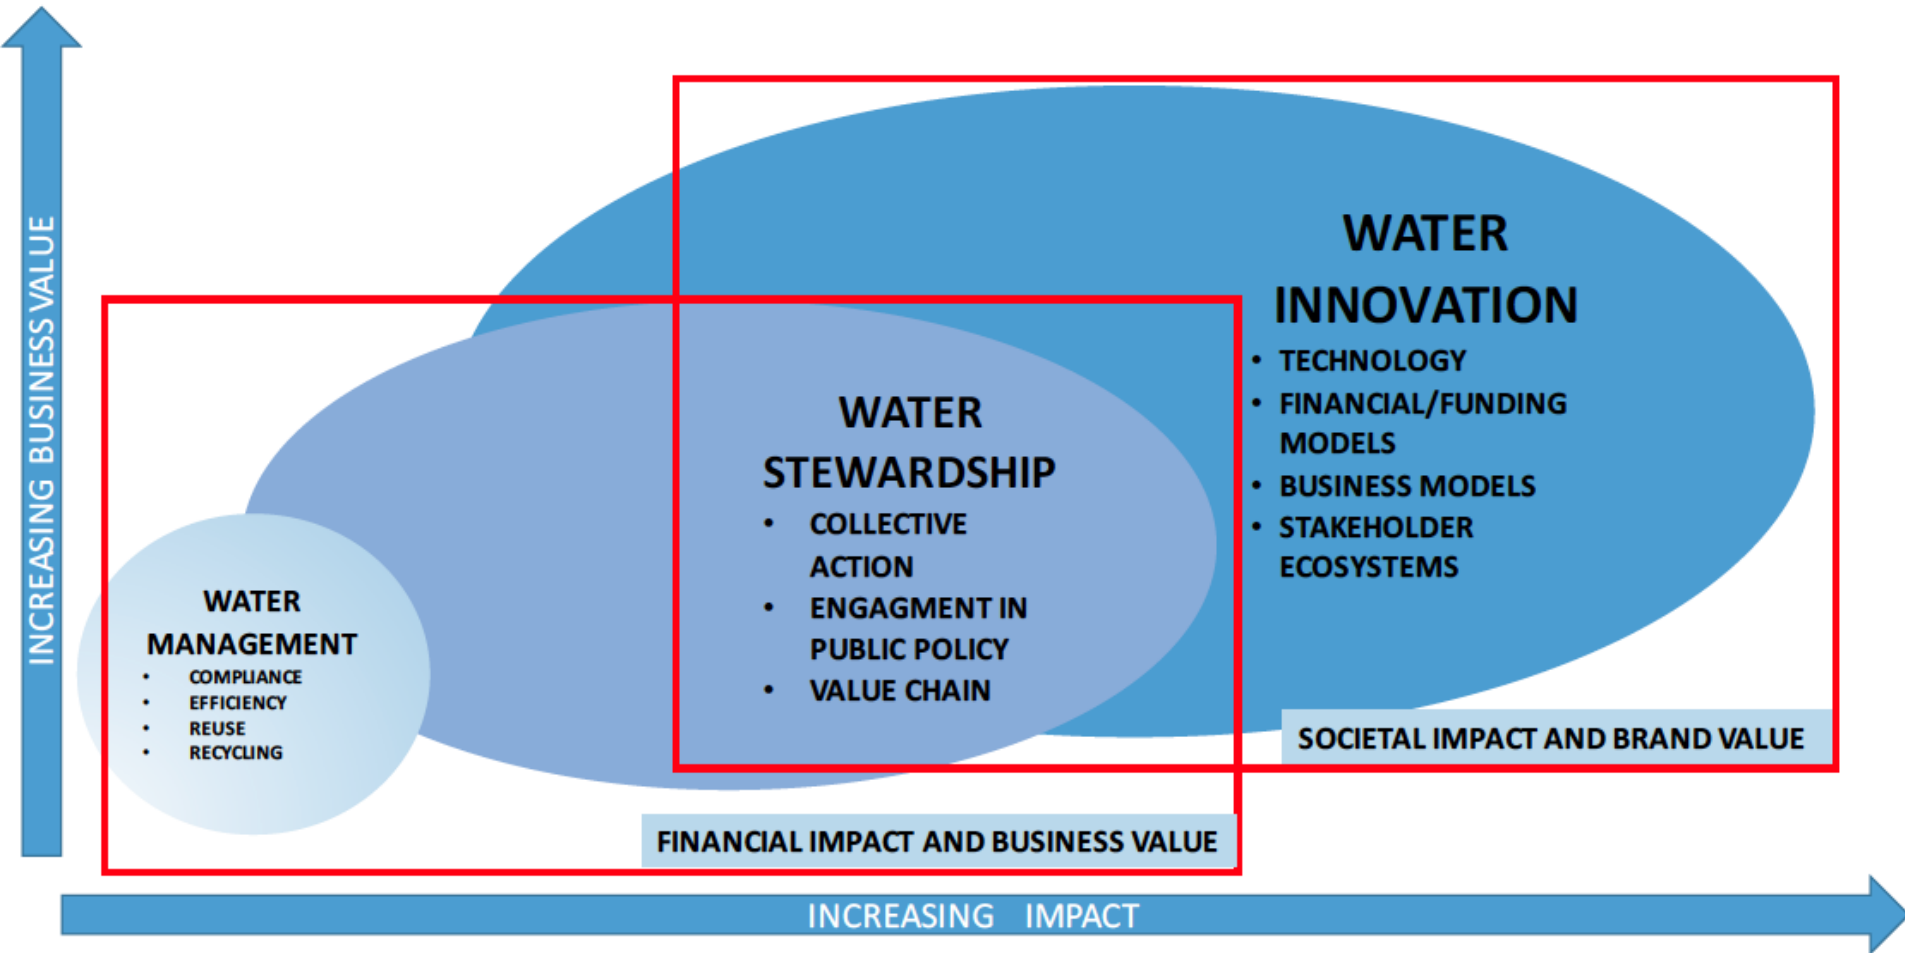 INCREASING BUSINESS VALUE
WATER
INNOVATION
• TECHNOLOGY
• FINANCIAL/FUNDING
MODELS
• BUSINESS MODELS
• STAKEHOLDER
ECOSYSTEMS
WATER
STEWARDSHIP
• COLLECTIVE
ACTION
• ENGAGMENT IN
PUBLIC POLICY
• VALUE CHAIN
WATER
MANAGEMENT
• COMPLIANCE
• EFFICIENCY
• REUSE
• RECYCLING
SOCIETAL IMPACT AND BRAND VALUE
FINANCIAL IMPACT AND BUSINESS VALUE
INCREASING IMPACT